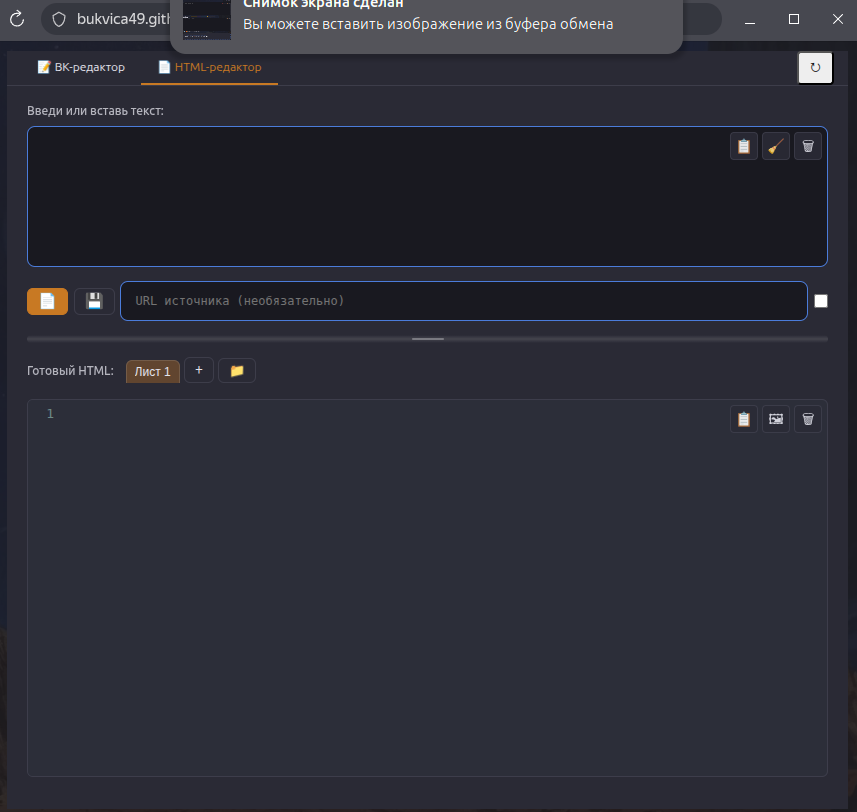 Снимок экрана сделан
bukvica49.gith
Вы можете вставить изображение из буфера обмена
ВК-редактор
HTML-редактор
Введи или вставь текст:
URL источника (необязательно)
Готовый HTML:
Лист 1
+
1